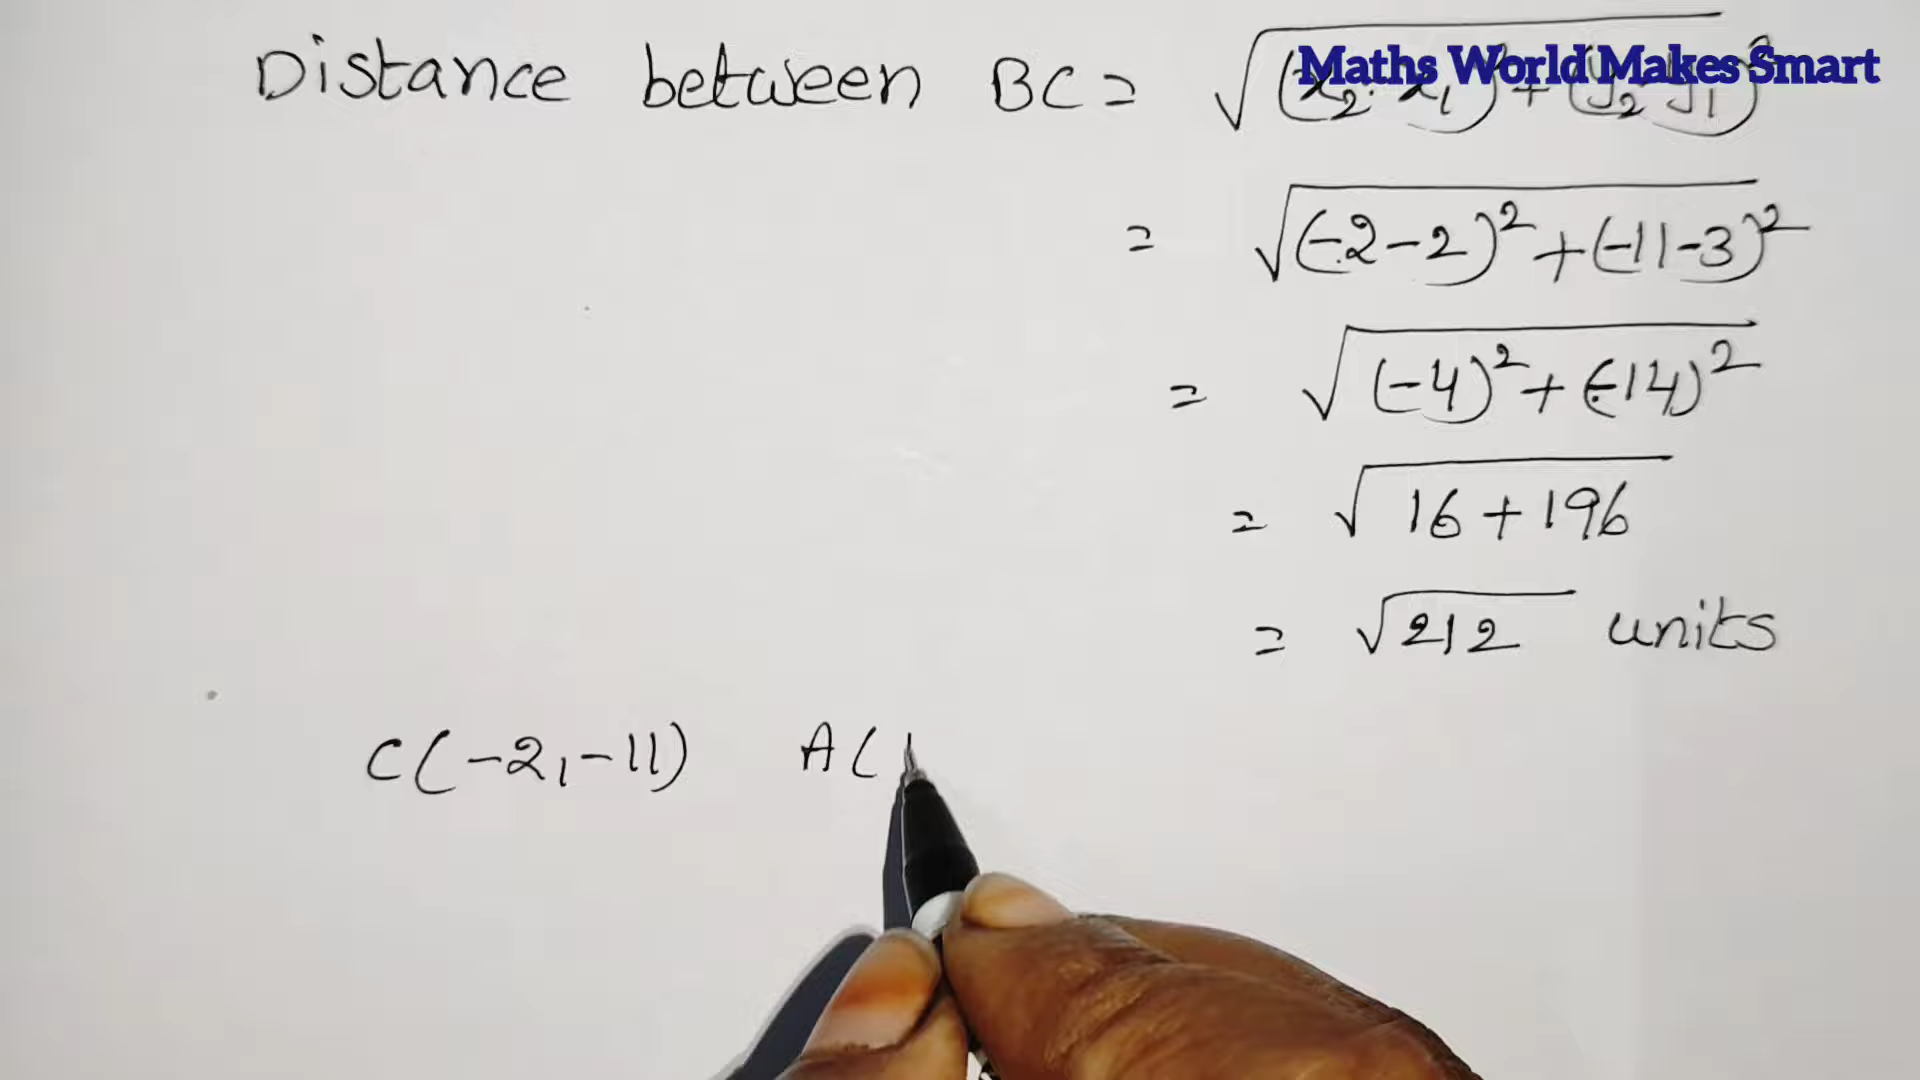 Maths World Makes Smart
Distance between BC = √(x₂ - x₁)² + (y₂ - y₁)²
= √(-2-2)² + (-11-3)²
= √(-4)² + (-14)²
= √16 + 196
= √212 units
C(-2, -11) A(1